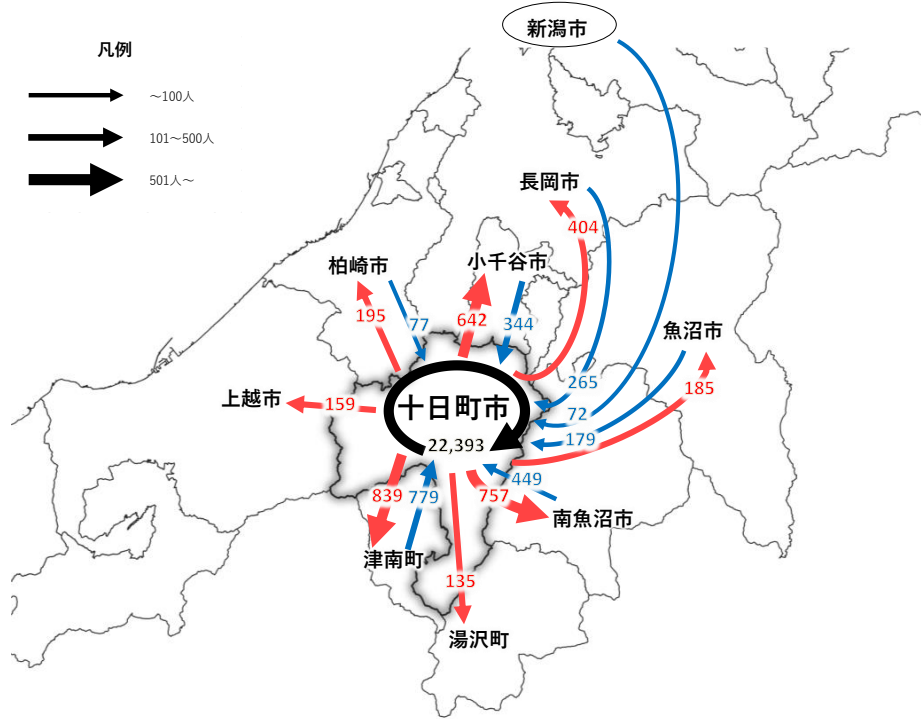 新潟市
凡例
～100人
101～500人
501人～
長岡市
404
柏崎市
小千谷市
195
77
642
344
魚沼市
265
185
上越市
159
十日町市
72
179
22,393
449
839
779
757
南魚沼市
津南町
135
湯沢町